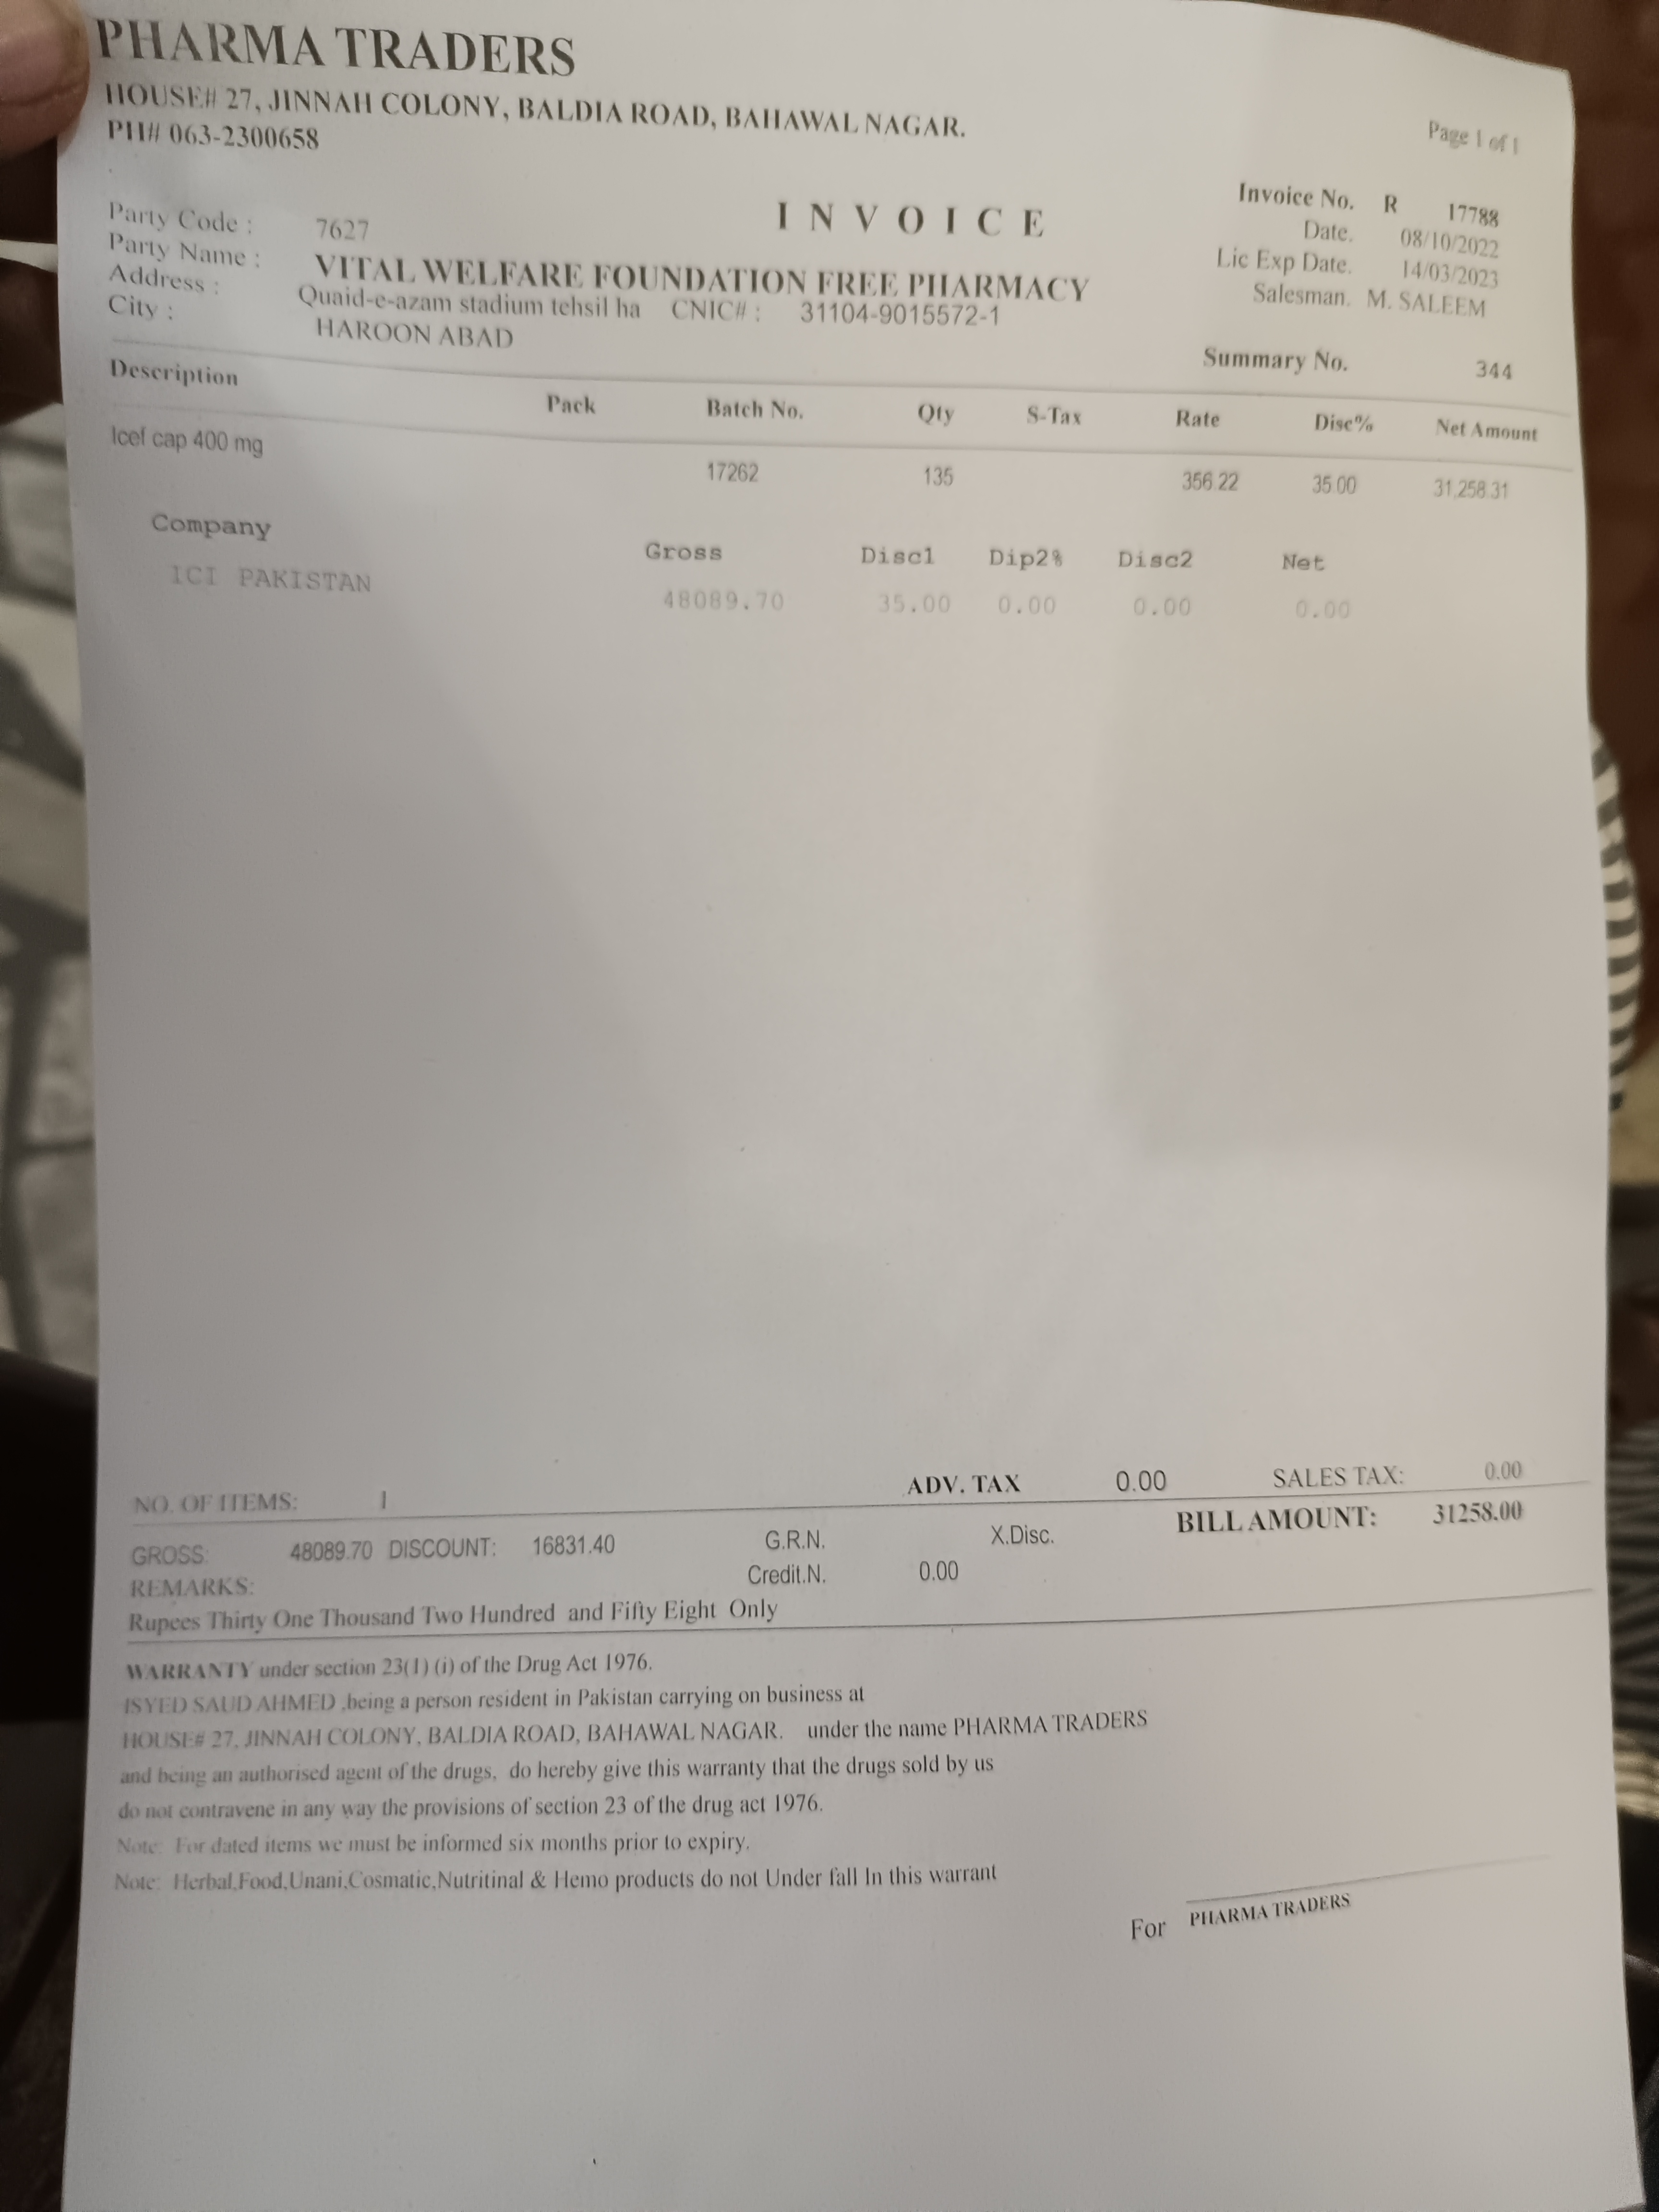 PHARMA TRADERS
HOUSE# 27, JINNAH COLONY, BALDIA ROAD, BAHAWAL NAGAR.
PH# 063-2300658
Page 1 of 1
INVOICE
Invoice No. R 17788
Date. 08/10/2022
Lic Exp Date. 14/03/2023
Salesman. M. SALEEM
Party Code : 7627
Party Name : VITAL WELFARE FOUNDATION FREE PHARMACY
Address : Quaid-e-azam stadium tehsil ha CNIC# : 31104-9015572-1
City : HAROON ABAD
Summary No. 344
Description Pack Batch No. Qty S-Tax Rate Disc% Net Amount
Icef cap 400 mg 17262 135 356.22 35.00 31,258.31
Company Gross Disc1 Dip2% Disc2 Net
ICI PAKISTAN 48089.70 35.00 0.00 0.00 0.00
NO. OF ITEMS: 1 ADV. TAX 0.00 SALES TAX: 0.00
GROSS: 48089.70 DISCOUNT: 16831.40 G.R.N. X.Disc. BILL AMOUNT: 31258.00
REMARKS: Credit.N. 0.00
Rupees Thirty One Thousand Two Hundred and Fifty Eight Only
WARRANTY under section 23(1) (i) of the Drug Act 1976.
ISYED SAUD AHMED ,being a person resident in Pakistan carrying on business at
HOUSE# 27, JINNAH COLONY, BALDIA ROAD, BAHAWAL NAGAR. under the name PHARMA TRADERS
and being an authorised agent of the drugs, do hereby give this warranty that the drugs sold by us
do not contravene in any way the provisions of section 23 of the drug act 1976.
Note: For dated items we must be informed six months prior to expiry.
Note: Herbal,Food,Unani,Cosmatic,Nutritinal & Hemo products do not Under fall In this warrant
For PHARMA TRADERS